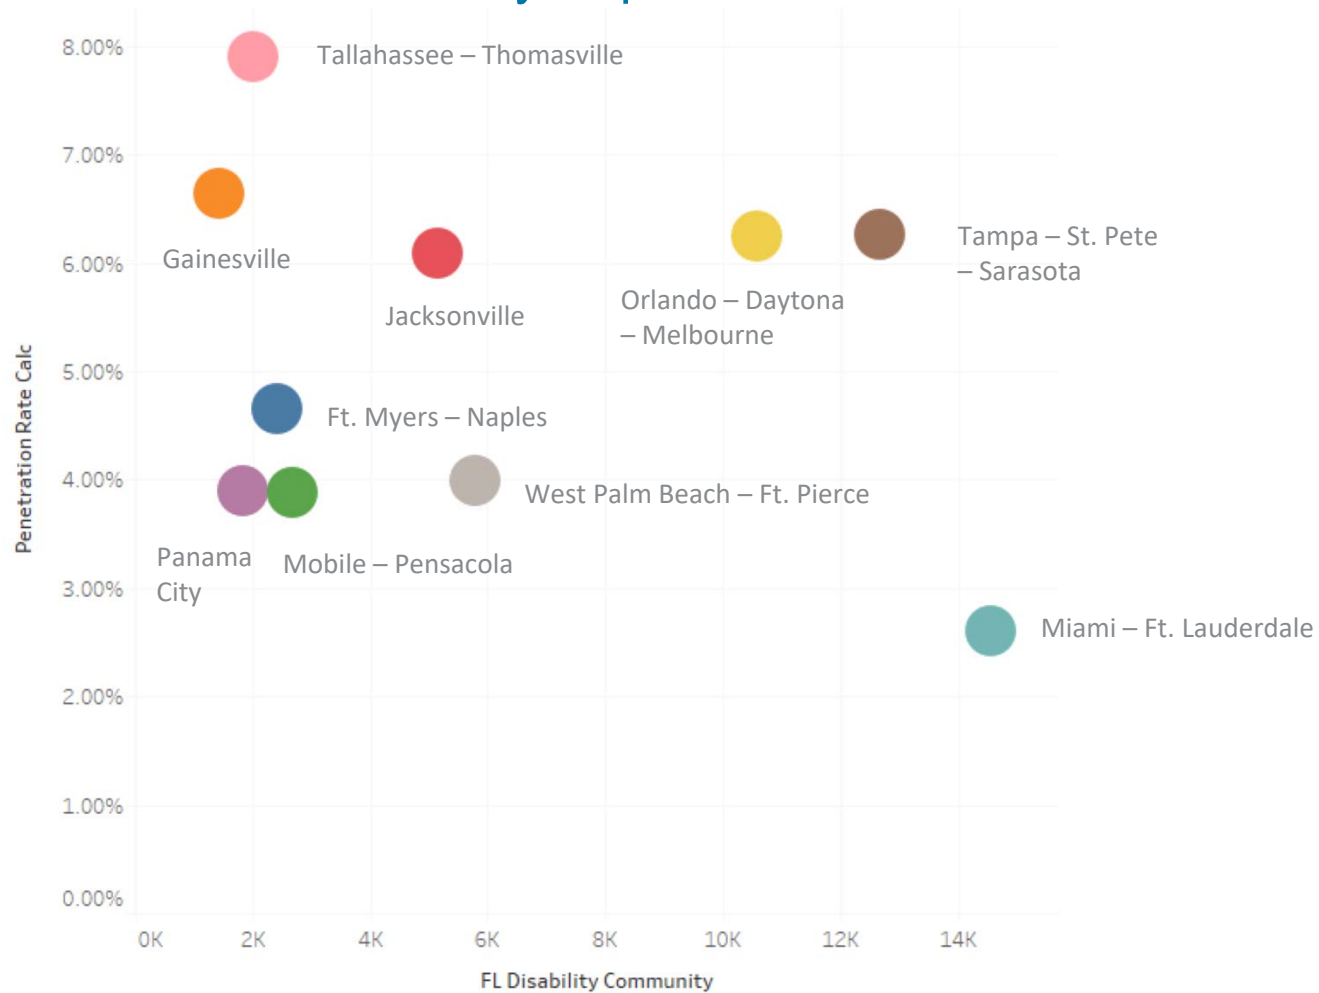 8.00%
Tallahassee – Thomasville
7.00%
Gainesville
6.00%
Tampa – St. Pete
– Sarasota
Orlando – Daytona
– Melbourne
Jacksonville
5.00%
Ft. Myers – Naples
4.00%
West Palm Beach – Ft. Pierce
Panama
City
Mobile – Pensacola
3.00%
Miami – Ft. Lauderdale
2.00%
1.00%
0.00%
Penetration Rate Calc
0K 2K 4K 6K 8K 10K 12K 14K
FL Disability Community